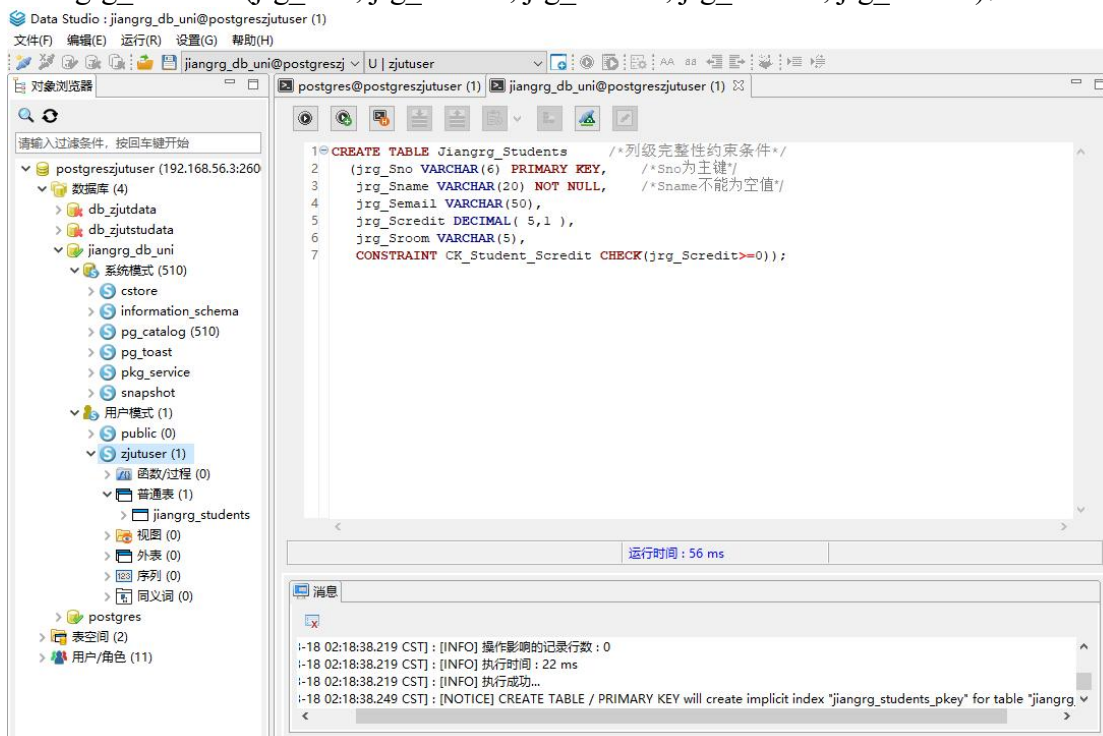 Data Studio : jiangrg_db_uni@postgreszjutuser (1)
文件(F) 编辑(E) 运行(R) 设置(G) 帮助(H)
jiangrg_db_uni@postgreszj U | zjutuser
对象浏览器
请输入过滤条件，按回车键开始
postgreszjutuser (192.168.56.3:260
数据库 (4)
db_zjutdata
db_zjutstudata
jiangrg_db_uni
系统模式 (510)
cstore
information_schema
pg_catalog (510)
pg_toast
pkg_service
snapshot
用户模式 (1)
public (0)
zjutuser (1)
函数/过程 (0)
普通表 (1)
jiangrg_students
视图 (0)
外表 (0)
序列 (0)
同义词 (0)
postgres
表空间 (2)
用户/角色 (11)
postgres@postgreszjutuser (1) jiangrg_db_uni@postgreszjutuser (1)
1 CREATE TABLE Jiangrg_Students /*列级完整性约束条件*/
2 (jrg_Sno VARCHAR(6) PRIMARY KEY, /*Sno为主键*/
3 jrg_Sname VARCHAR(20) NOT NULL, /*Sname不能为空值*/
4 jrg_Semail VARCHAR(50),
5 jrg_Scredit DECIMAL( 5,1 ),
6 jrg_Sroom VARCHAR(5),
7 CONSTRAINT CK_Student_Scredit CHECK(jrg_Scredit>=0));
运行时间 : 56 ms
消息
-18 02:18:38.219 CST] : [INFO] 操作影响的记录行数 : 0
-18 02:18:38.219 CST] : [INFO] 执行时间 : 22 ms
-18 02:18:38.219 CST] : [INFO] 执行成功...
-18 02:18:38.249 CST] : [NOTICE] CREATE TABLE / PRIMARY KEY will create implicit index "jiangrg_students_pkey" for table "jiangrg_